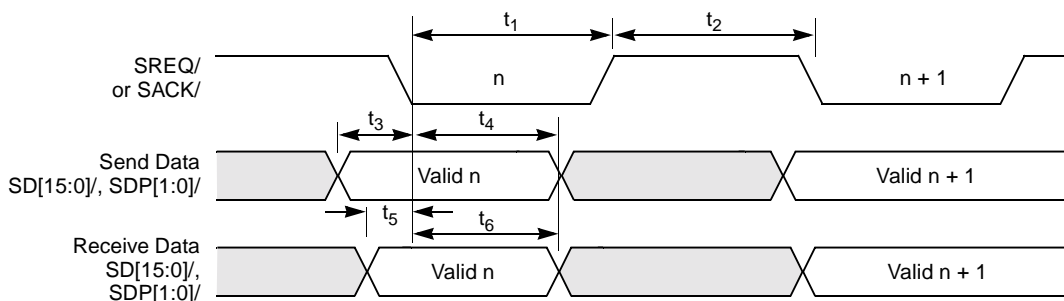 t1 t2
SREQ/
or SACK/
n
n + 1
t3 t4
Send Data
SD[15:0]/, SDP[1:0]/
Valid n
Valid n + 1
t5 t6
Receive Data
SD[15:0]/,
SDP[1:0]/
Valid n
Valid n + 1